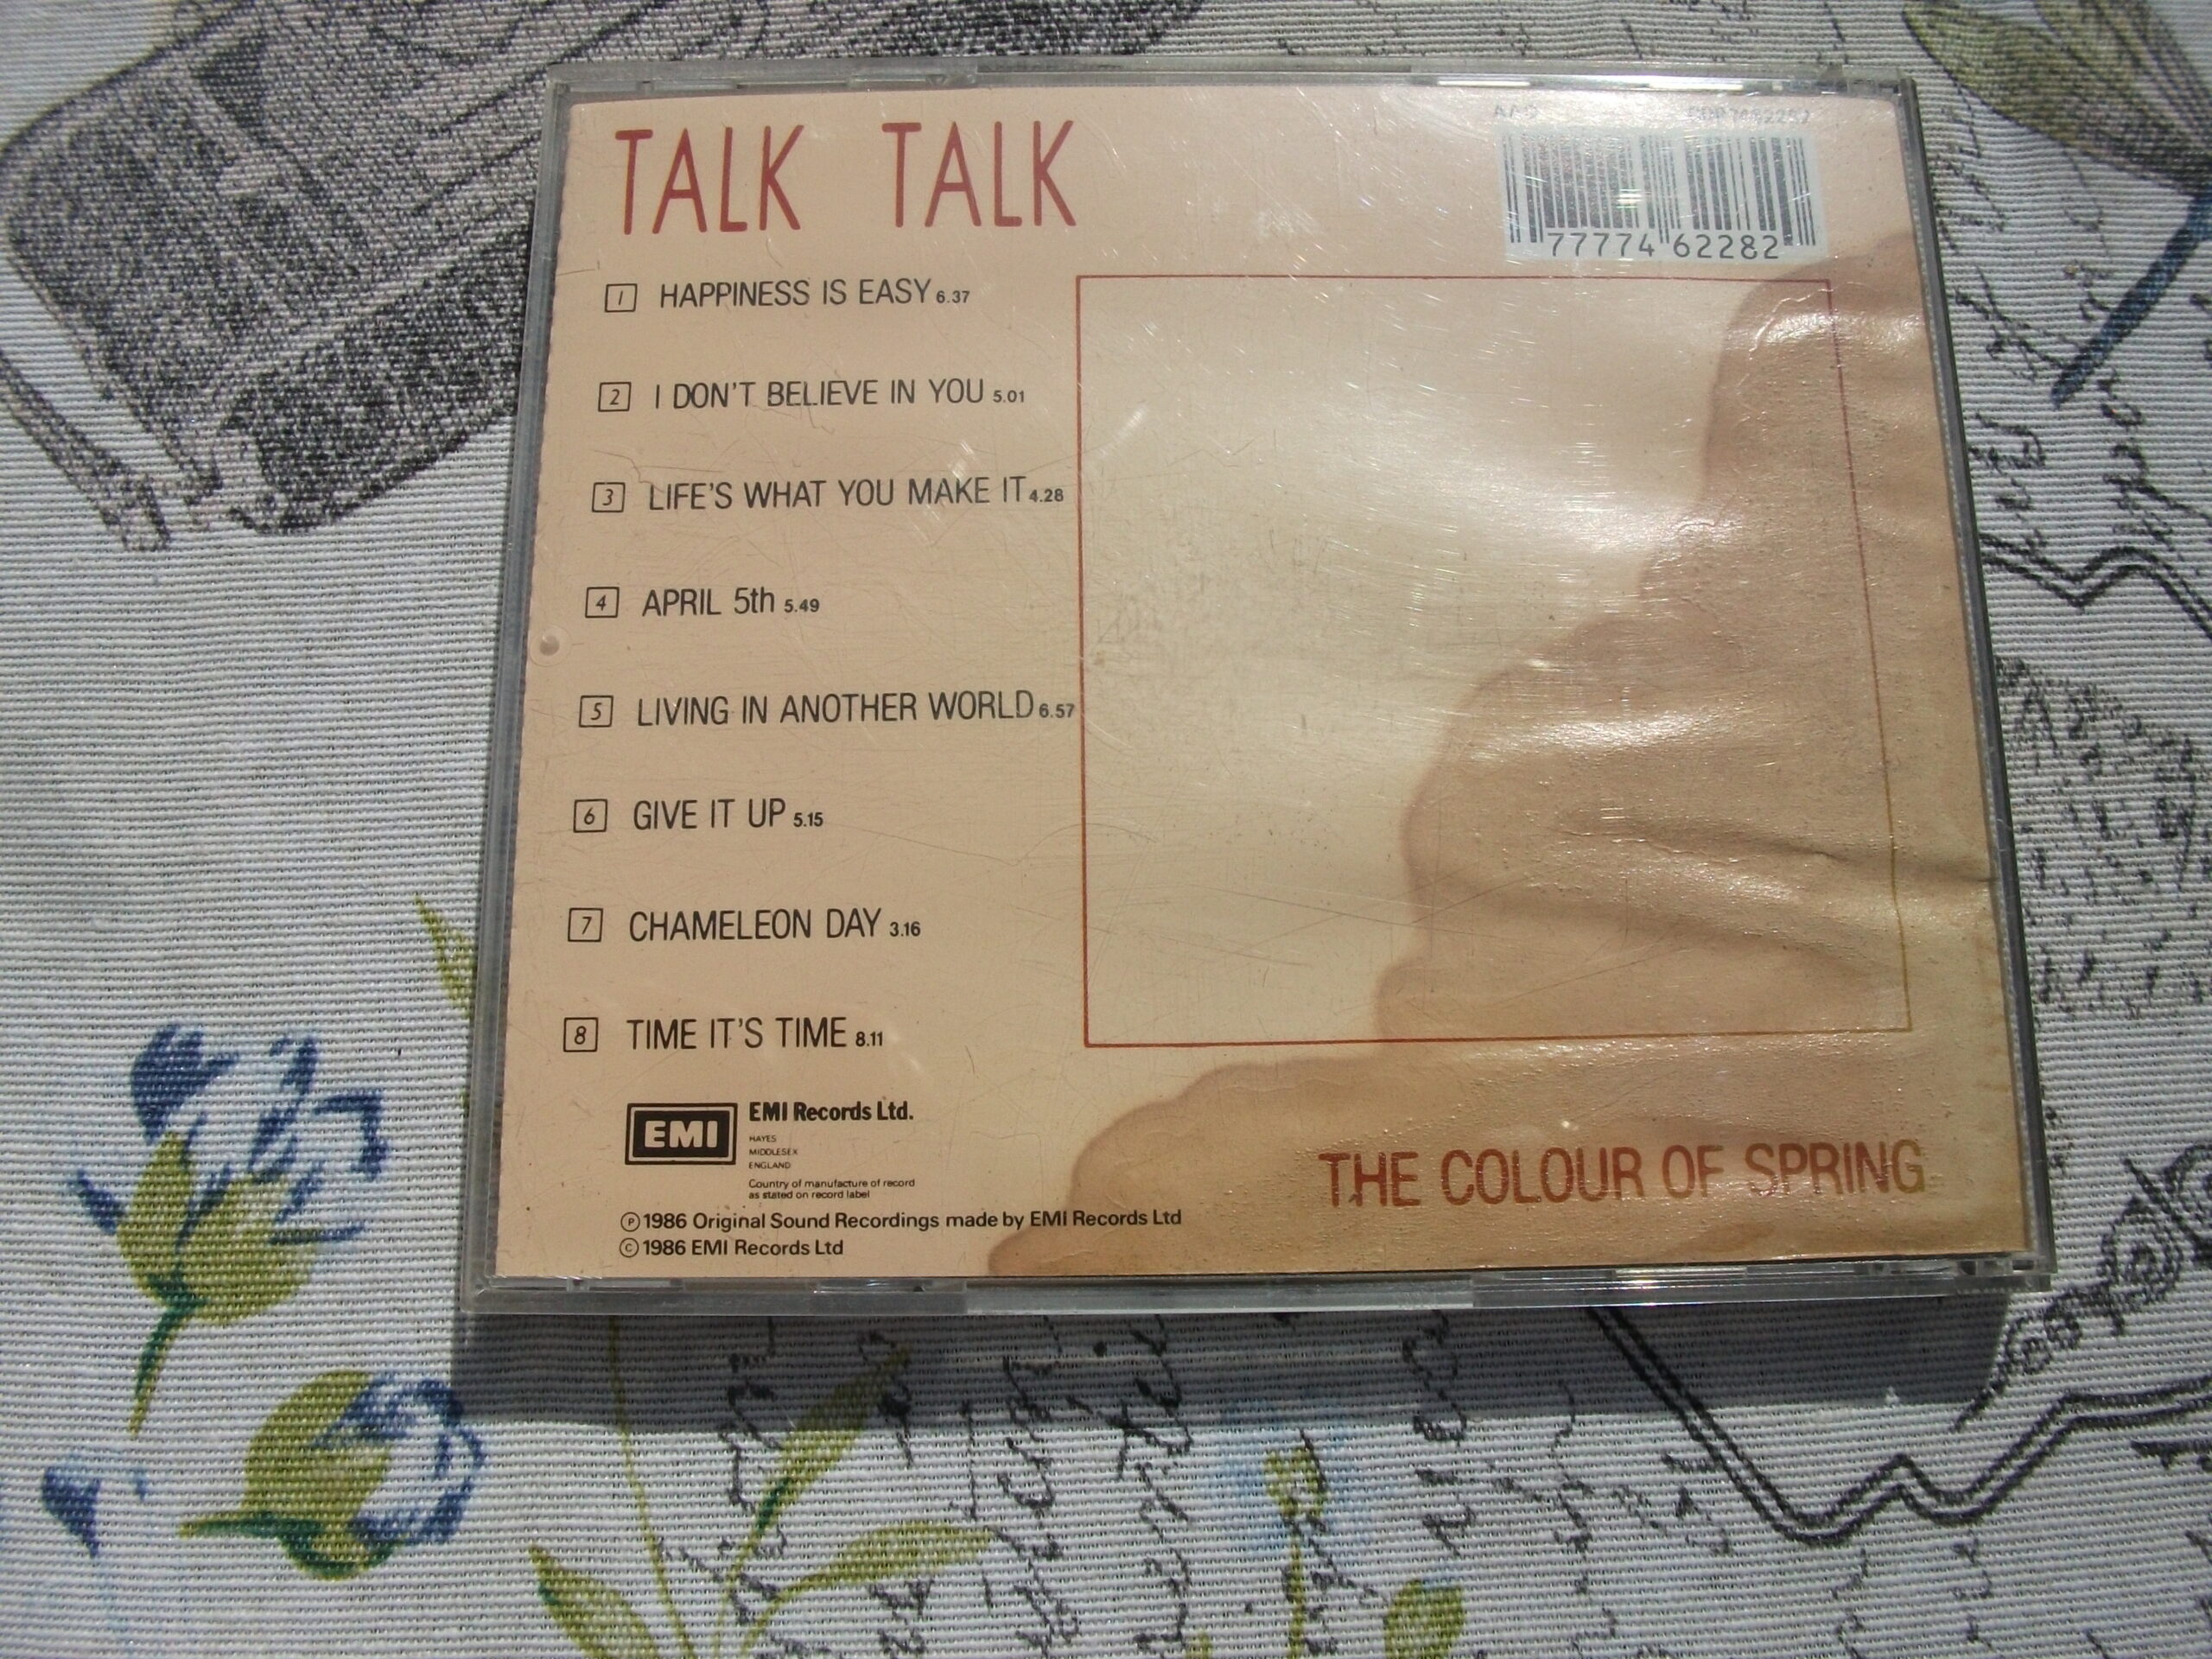 TALK TALK
AAD
77774 62282
1 HAPPINESS IS EASY 6.37
2 I DON'T BELIEVE IN YOU 5.01
3 LIFE'S WHAT YOU MAKE IT 4.28
4 APRIL 5th 5.49
5 LIVING IN ANOTHER WORLD 6.57
6 GIVE IT UP 5.15
7 CHAMELEON DAY 3.16
8 TIME IT'S TIME 8.11
EMI
EMI Records Ltd.
HAYES
MIDDLESEX
ENGLAND
Country of manufacture of record
as stated on record label
THE COLOUR OF SPRING
Ⓟ 1986 Original Sound Recordings made by EMI Records Ltd
© 1986 EMI Records Ltd